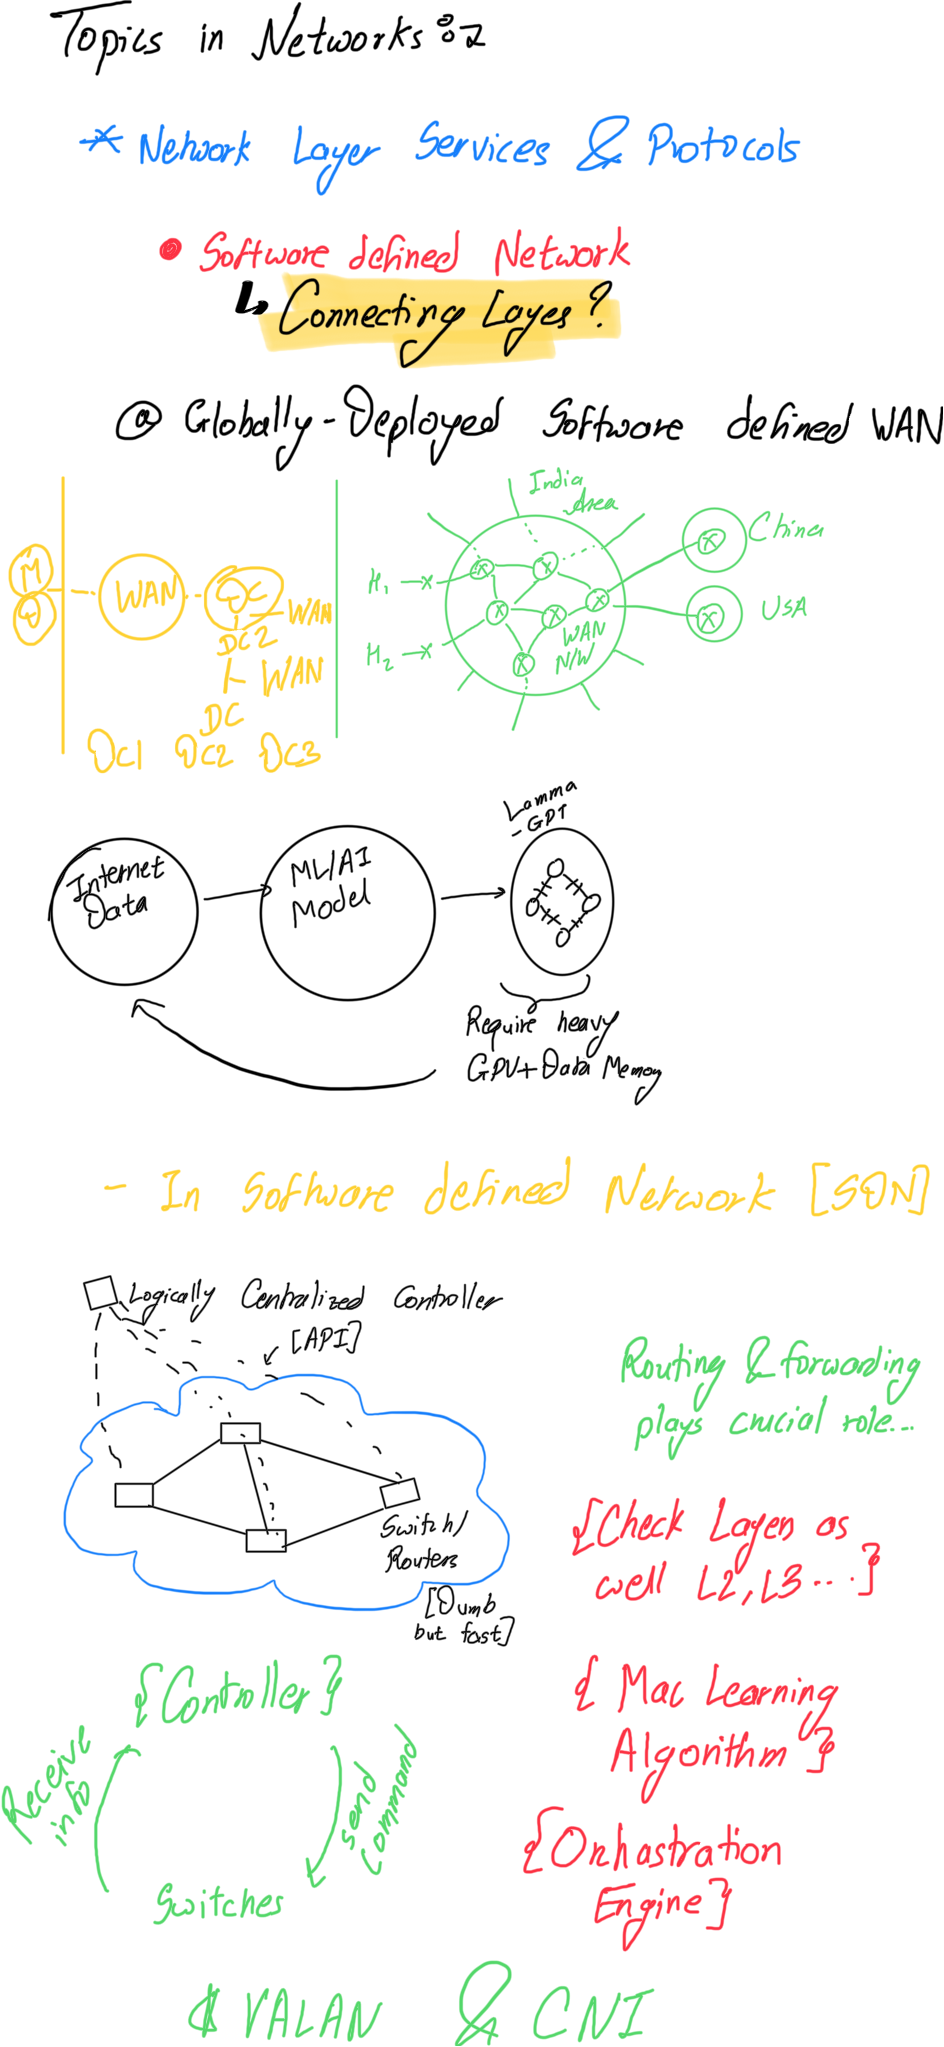 Topics in Networks:-
* Network Layer Services & Protocols
• Software defined Network
↳ Connecting Layes?
@ Globally-Deployed Software defined WAN
M
D
WAN
DC
WAN
DC2
WAN
DC
DC1 DC2 DC3
India
Area
H1
H2
WAN
N/W
China
USA
Internet
Data
ML/AI
Model
Lamma
- GPT
Require heavy
GPU+Data Memory
- In Software defined Network [SDN]
Logically Centralized Controller
[API]
Switch/
Routers
[Dumb
but fast]
Routing & forwarding
plays crucial role...
{Check Layers as
well L2, L3 ...}
{Controller}
Receive
info
send
command
Switches
{ Mac Learning
Algorithm }
{Orhastration
Engine}
$ VALAN & CNI